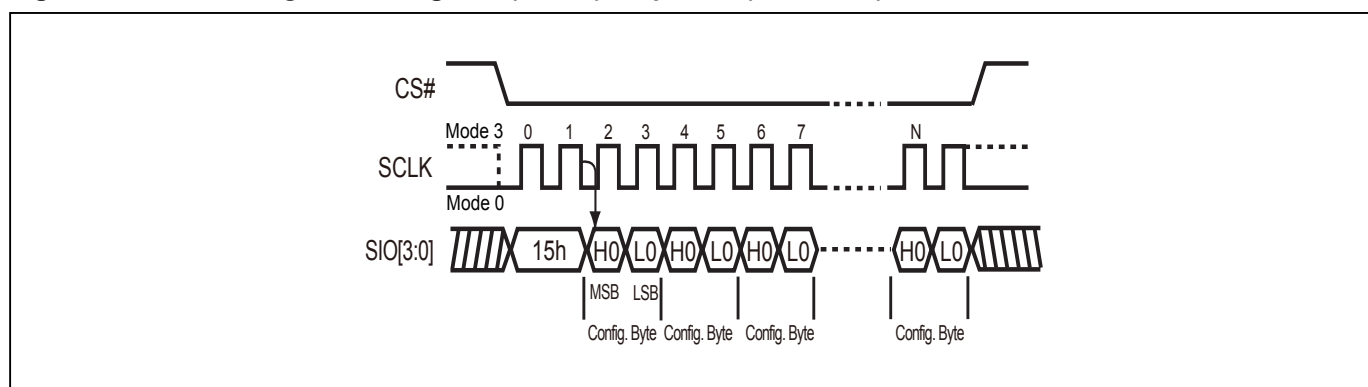 CS#
Mode 3 0 1 2 3 4 5 6 7 N
SCLK
Mode 0
SIO[3:0] 15h H0 L0 H0 L0 H0 L0 H0 L0
MSB LSB
Config. Byte Config. Byte Config. Byte Config. Byte